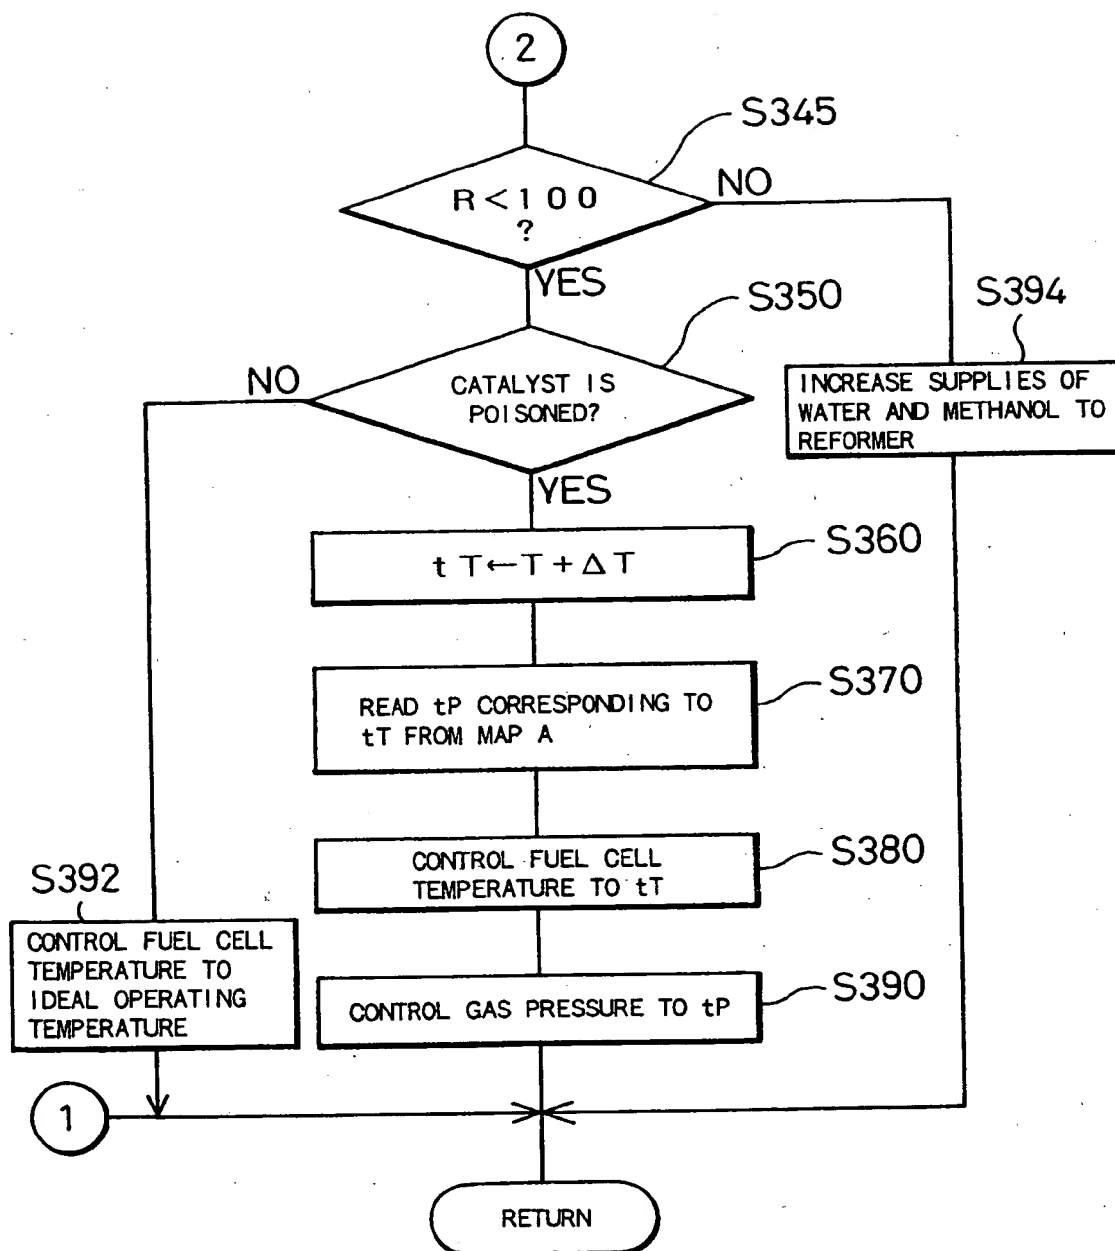 2
S345
R<100
?
NO
YES
S350
S394
NO
CATALYST IS
POISONED?
INCREASE SUPPLIES OF
WATER AND METHANOL TO
REFORMER
YES
S360
tT←T+ΔT
S370
READ tP CORRESPONDING TO
tT FROM MAP A
S380
CONTROL FUEL CELL
TEMPERATURE TO tT
S392
CONTROL FUEL CELL
TEMPERATURE TO
IDEAL OPERATING
TEMPERATURE
S390
CONTROL GAS PRESSURE TO tP
1
RETURN